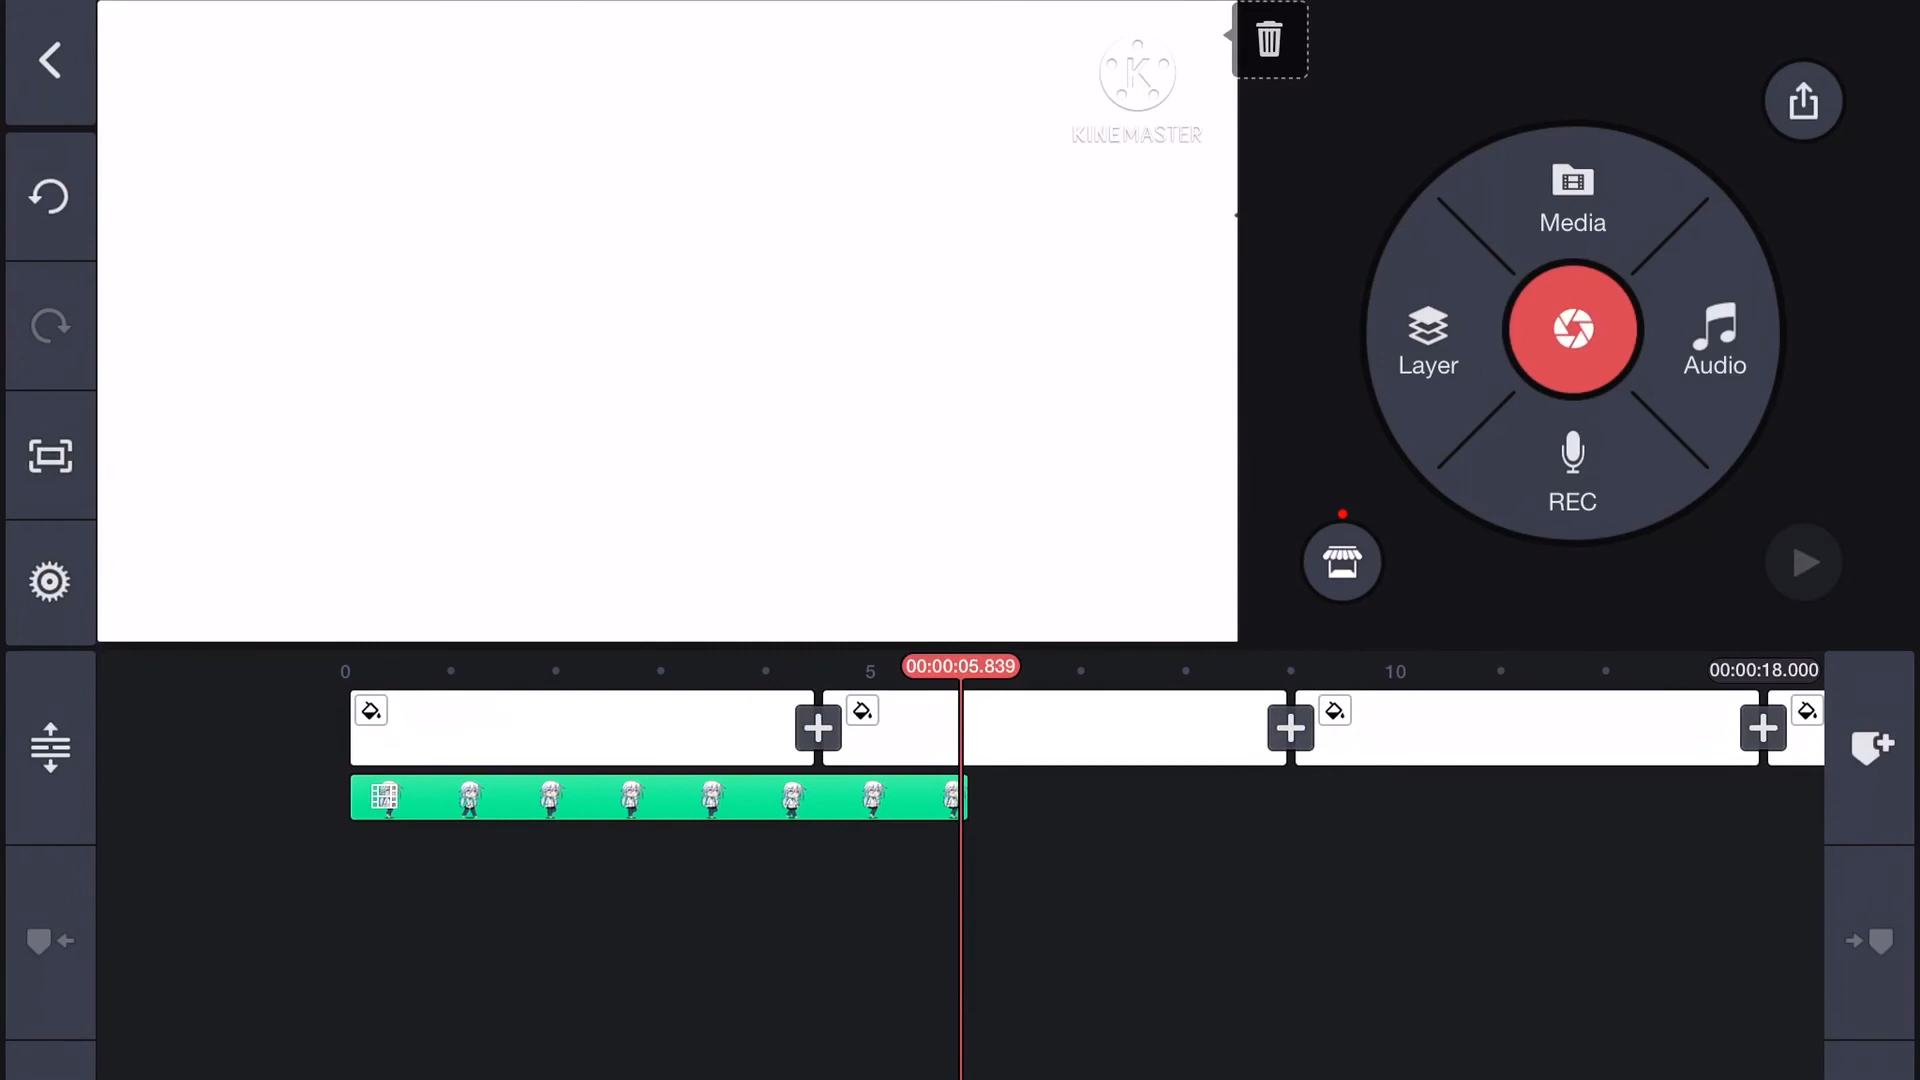 K
KINEMASTER
Media
Layer
Audio
REC
0
5
00:00:05.839
10
00:00:18.000